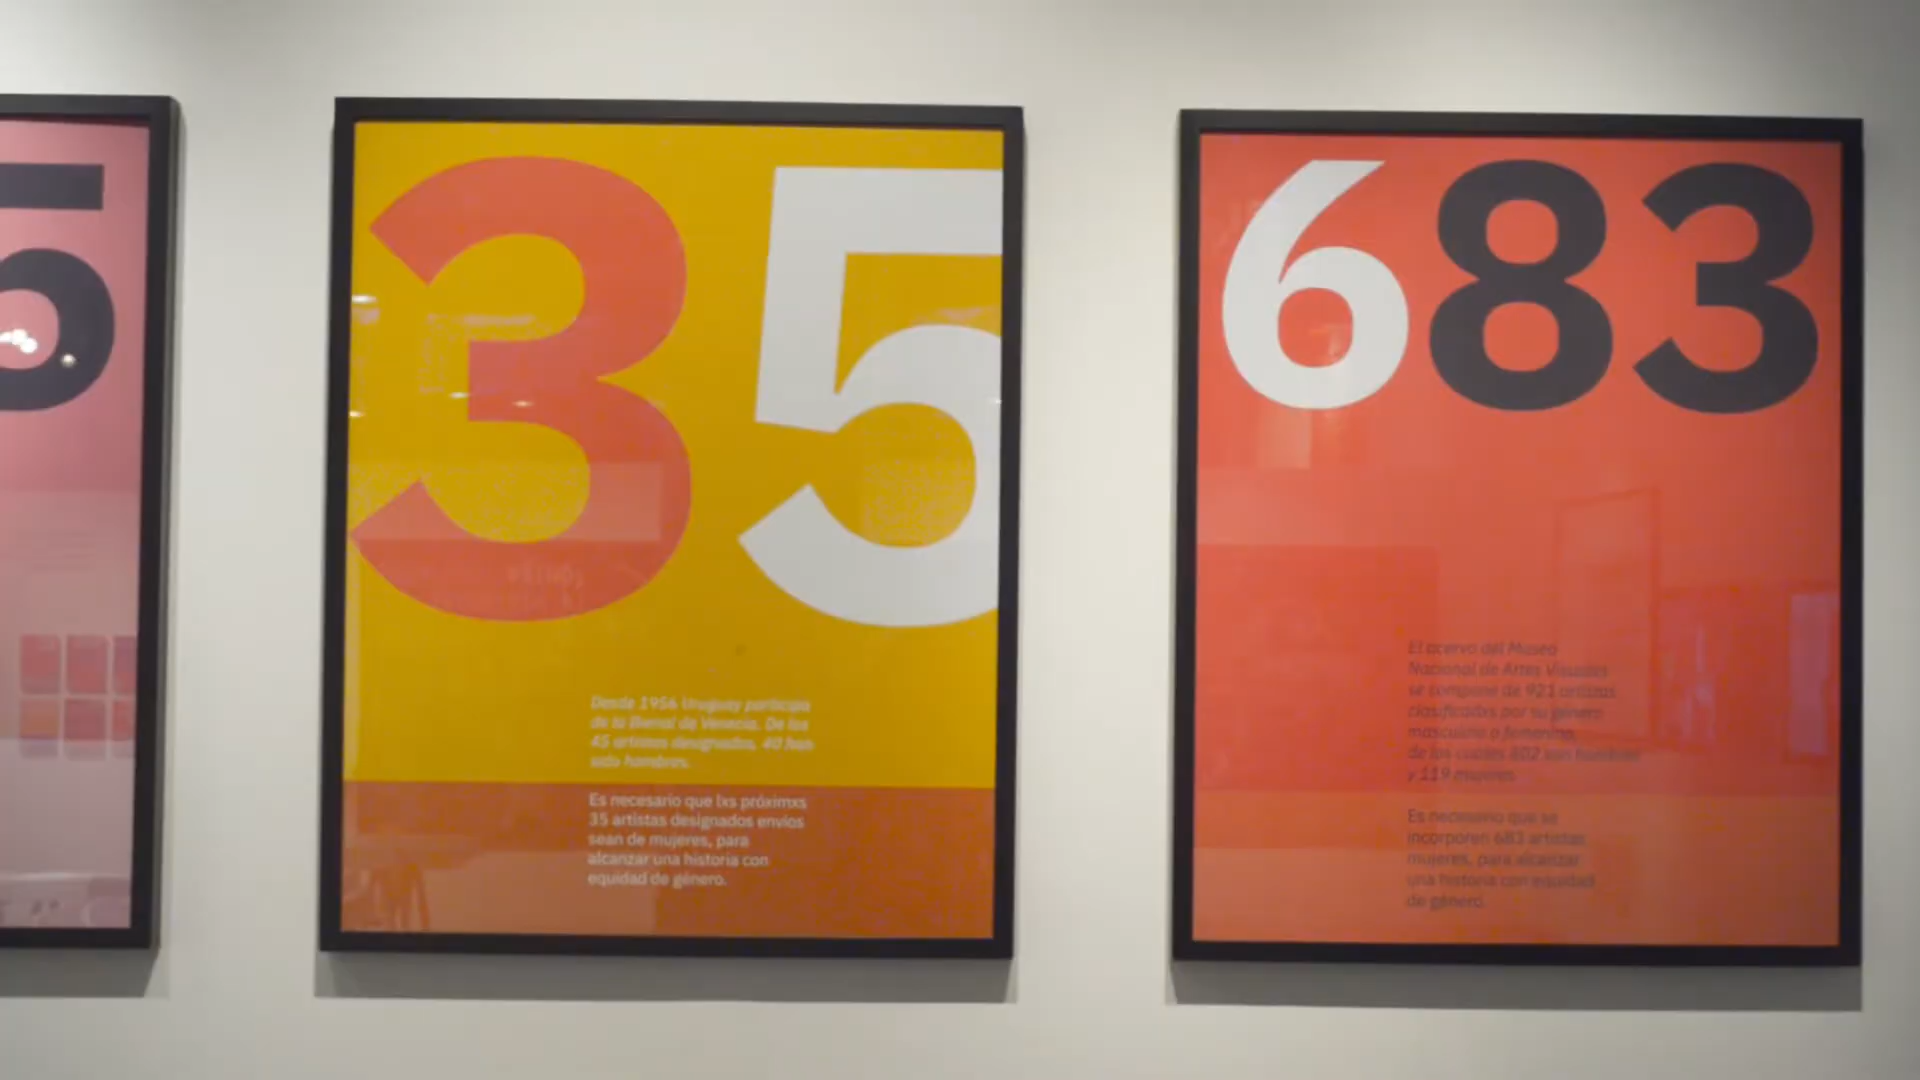 5
35
Desde 1956 Uruguay participa
de la Bienal de Venecia. De los
45 artistas designados, 40 han
sido hombres.
Es necesario que lxs próximxs
35 artistas designados envíos
sean de mujeres, para
alcanzar una historia con
equidad de género.
683
El acervo del Museo
Nacional de Artes Visuales
se compone de 921 artistas
clasificadxs por su género
masculino o femenino,
de los cuales 802 son hombres
y 119 mujeres.
Es necesario que se
incorporen 683 artistas
mujeres, para alcanzar
una historia con equidad
de género.